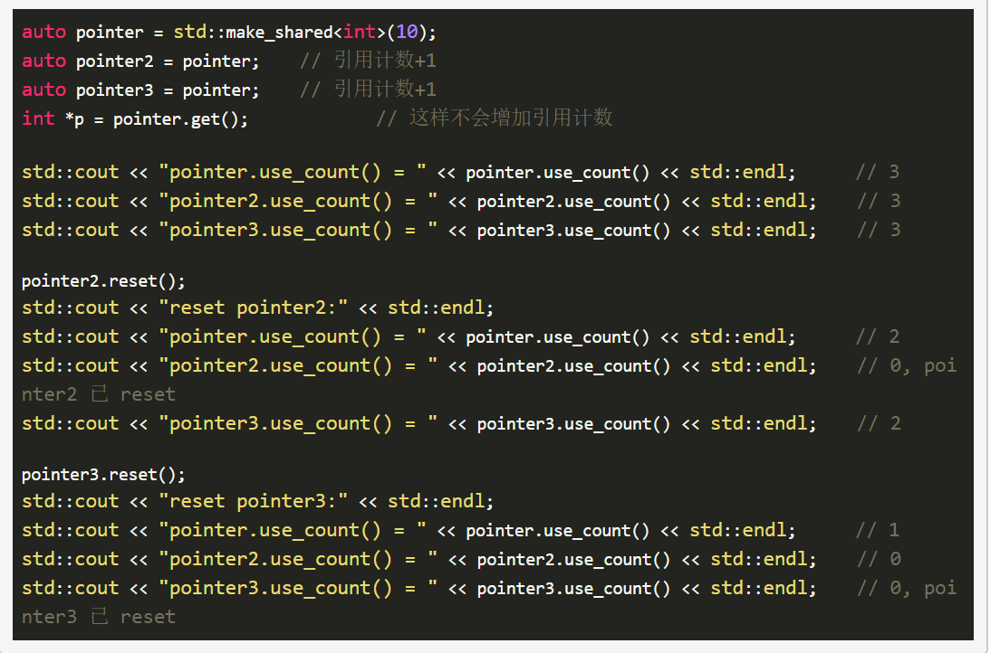 auto pointer = std::make_shared<int>(10);
auto pointer2 = pointer;    // 引用计数+1
auto pointer3 = pointer;    // 引用计数+1
int *p = pointer.get();             // 这样不会增加引用计数
std::cout << "pointer.use_count() = " << pointer.use_count() << std::endl;      // 3
std::cout << "pointer2.use_count() = " << pointer2.use_count() << std::endl;    // 3
std::cout << "pointer3.use_count() = " << pointer3.use_count() << std::endl;    // 3
pointer2.reset();
std::cout << "reset pointer2:" << std::endl;
std::cout << "pointer.use_count() = " << pointer.use_count() << std::endl;      // 2
std::cout << "pointer2.use_count() = " << pointer2.use_count() << std::endl;    // 0, poi
nter2 已 reset
std::cout << "pointer3.use_count() = " << pointer3.use_count() << std::endl;    // 2
pointer3.reset();
std::cout << "reset pointer3:" << std::endl;
std::cout << "pointer.use_count() = " << pointer.use_count() << std::endl;      // 1
std::cout << "pointer2.use_count() = " << pointer2.use_count() << std::endl;    // 0
std::cout << "pointer3.use_count() = " << pointer3.use_count() << std::endl;    // 0, poi
nter3 已 reset